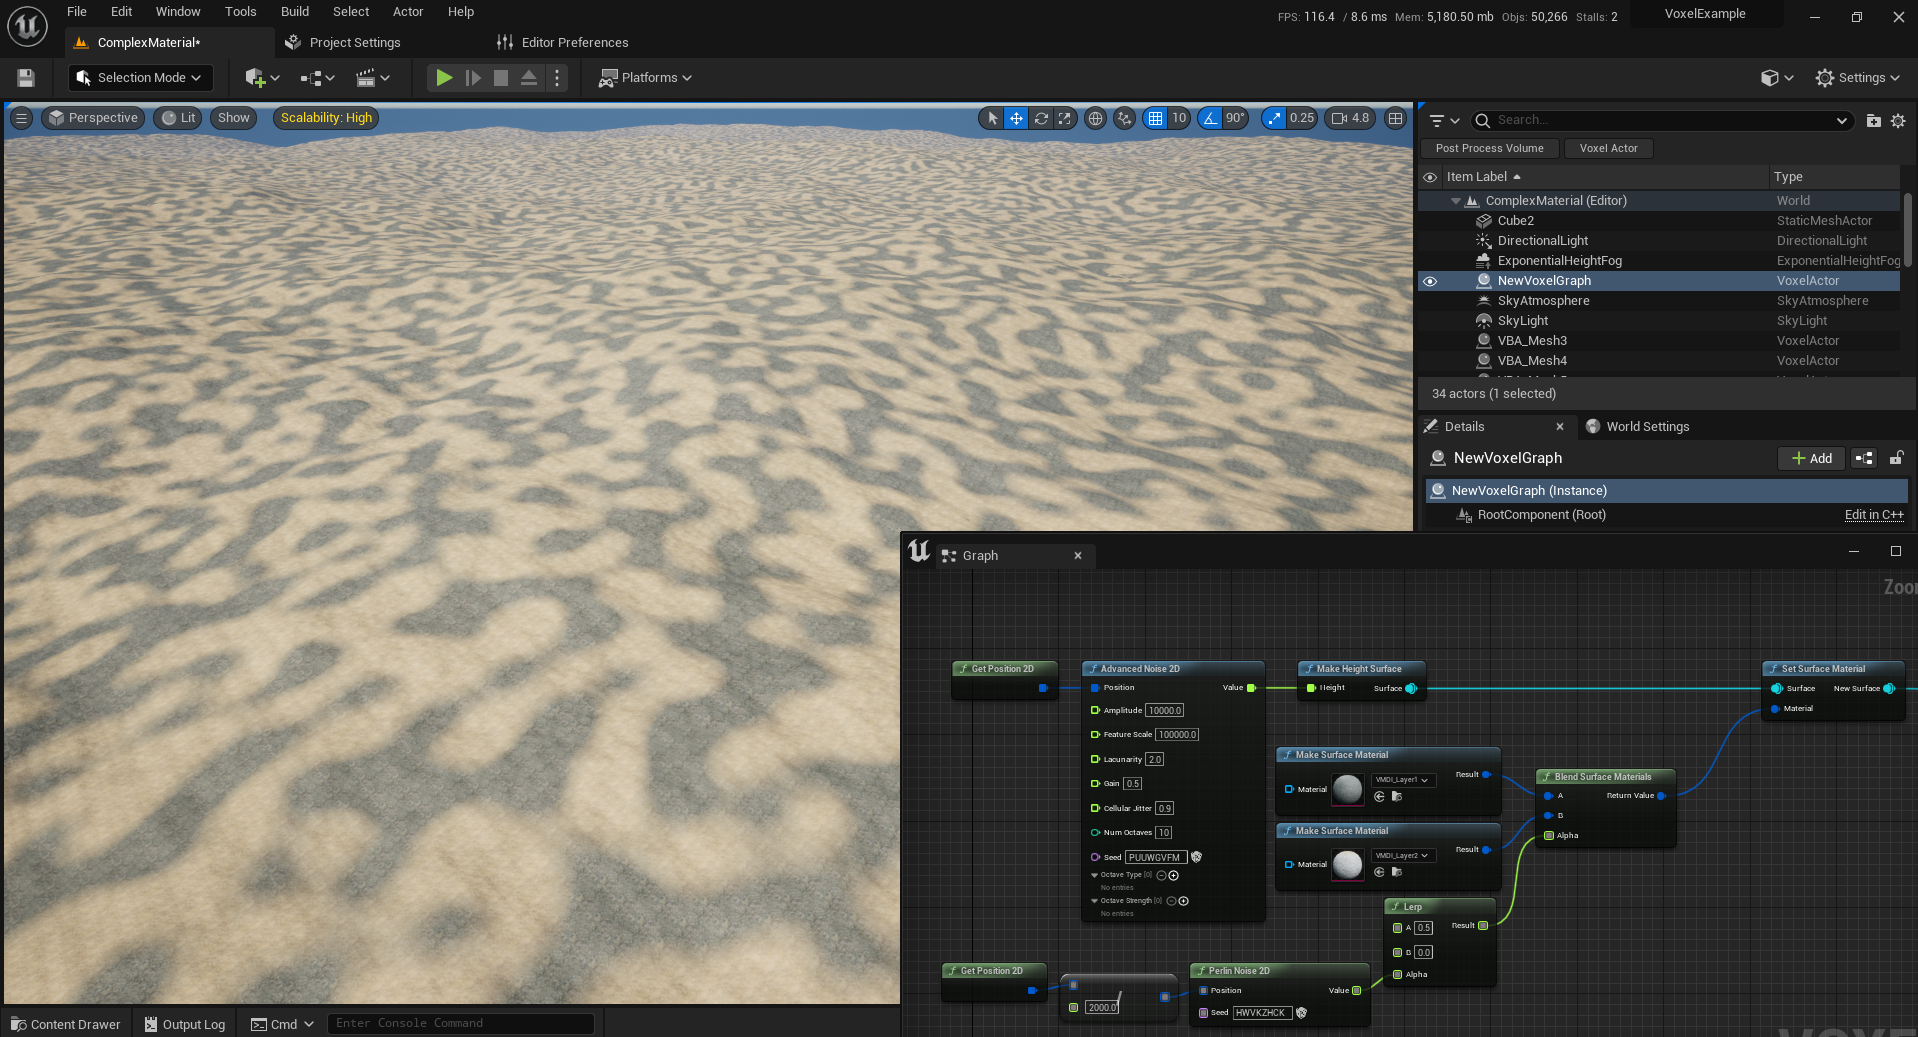 File Edit Window Tools Build Select Actor Help
FPS: 116.4 / 8.6 ms Mem: 5,180.50 mb Objs: 50,266 Stalls: 2
VoxelExample
ComplexMaterial*
Project Settings
Editor Preferences
Selection Mode
Platforms
Settings
Perspective
Lit
Show
Scalability: High
10
90°
0.25
4.8
Search...
Post Process Volume
Voxel Actor
Item Label
Type
ComplexMaterial (Editor) World
Cube2 StaticMeshActor
DirectionalLight DirectionalLight
ExponentialHeightFog ExponentialHeightFog
NewVoxelGraph VoxelActor
SkyAtmosphere SkyAtmosphere
SkyLight SkyLight
VBA_Mesh3 VoxelActor
VBA_Mesh4 VoxelActor
34 actors (1 selected)
Details
World Settings
NewVoxelGraph
Add
NewVoxelGraph (Instance)
RootComponent (Root)
Edit in C++
Graph
Zoo
Get Position 2D
Advanced Noise 2D
Position
Value
Amplitude 10000.0
Feature Scale 100000.0
Lacunarity 2.0
Gain 0.5
Cellular Jitter 0.9
Num Octaves 10
Seed PUUWGVFM
Octave Type [0]
No entries
Octave Strength [0]
No entries
Make Height Surface
Height
Surface
Set Surface Material
Surface
New Surface
Material
Make Surface Material
Material
VMDI_Layer1
Result
Make Surface Material
Material
VMDI_Layer2
Result
Blend Surface Materials
A
Return Value
B
Alpha
Lerp
A 0.5
Result
B 0.0
Alpha
Get Position 2D
/
2000.0
Perlin Noise 2D
Position
Value
Seed HWVKZHCK
Content Drawer
Output Log
Cmd
Enter Console Command